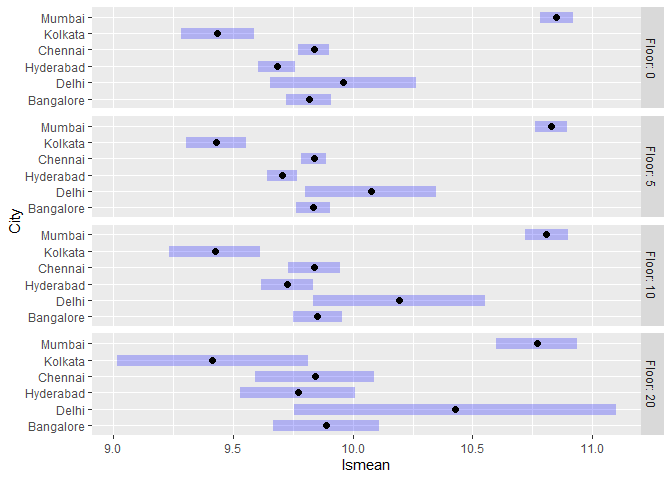 Mumbai
Kolkata
Chennai
Hyderabad
Delhi
Bangalore
Floor: 0
Mumbai
Kolkata
Chennai
Hyderabad
Delhi
Bangalore
Floor: 5
Mumbai
Kolkata
Chennai
Hyderabad
Delhi
Bangalore
Floor: 10
Mumbai
Kolkata
Chennai
Hyderabad
Delhi
Bangalore
Floor: 20
City
9.0 9.5 10.0 10.5 11.0
lsmean